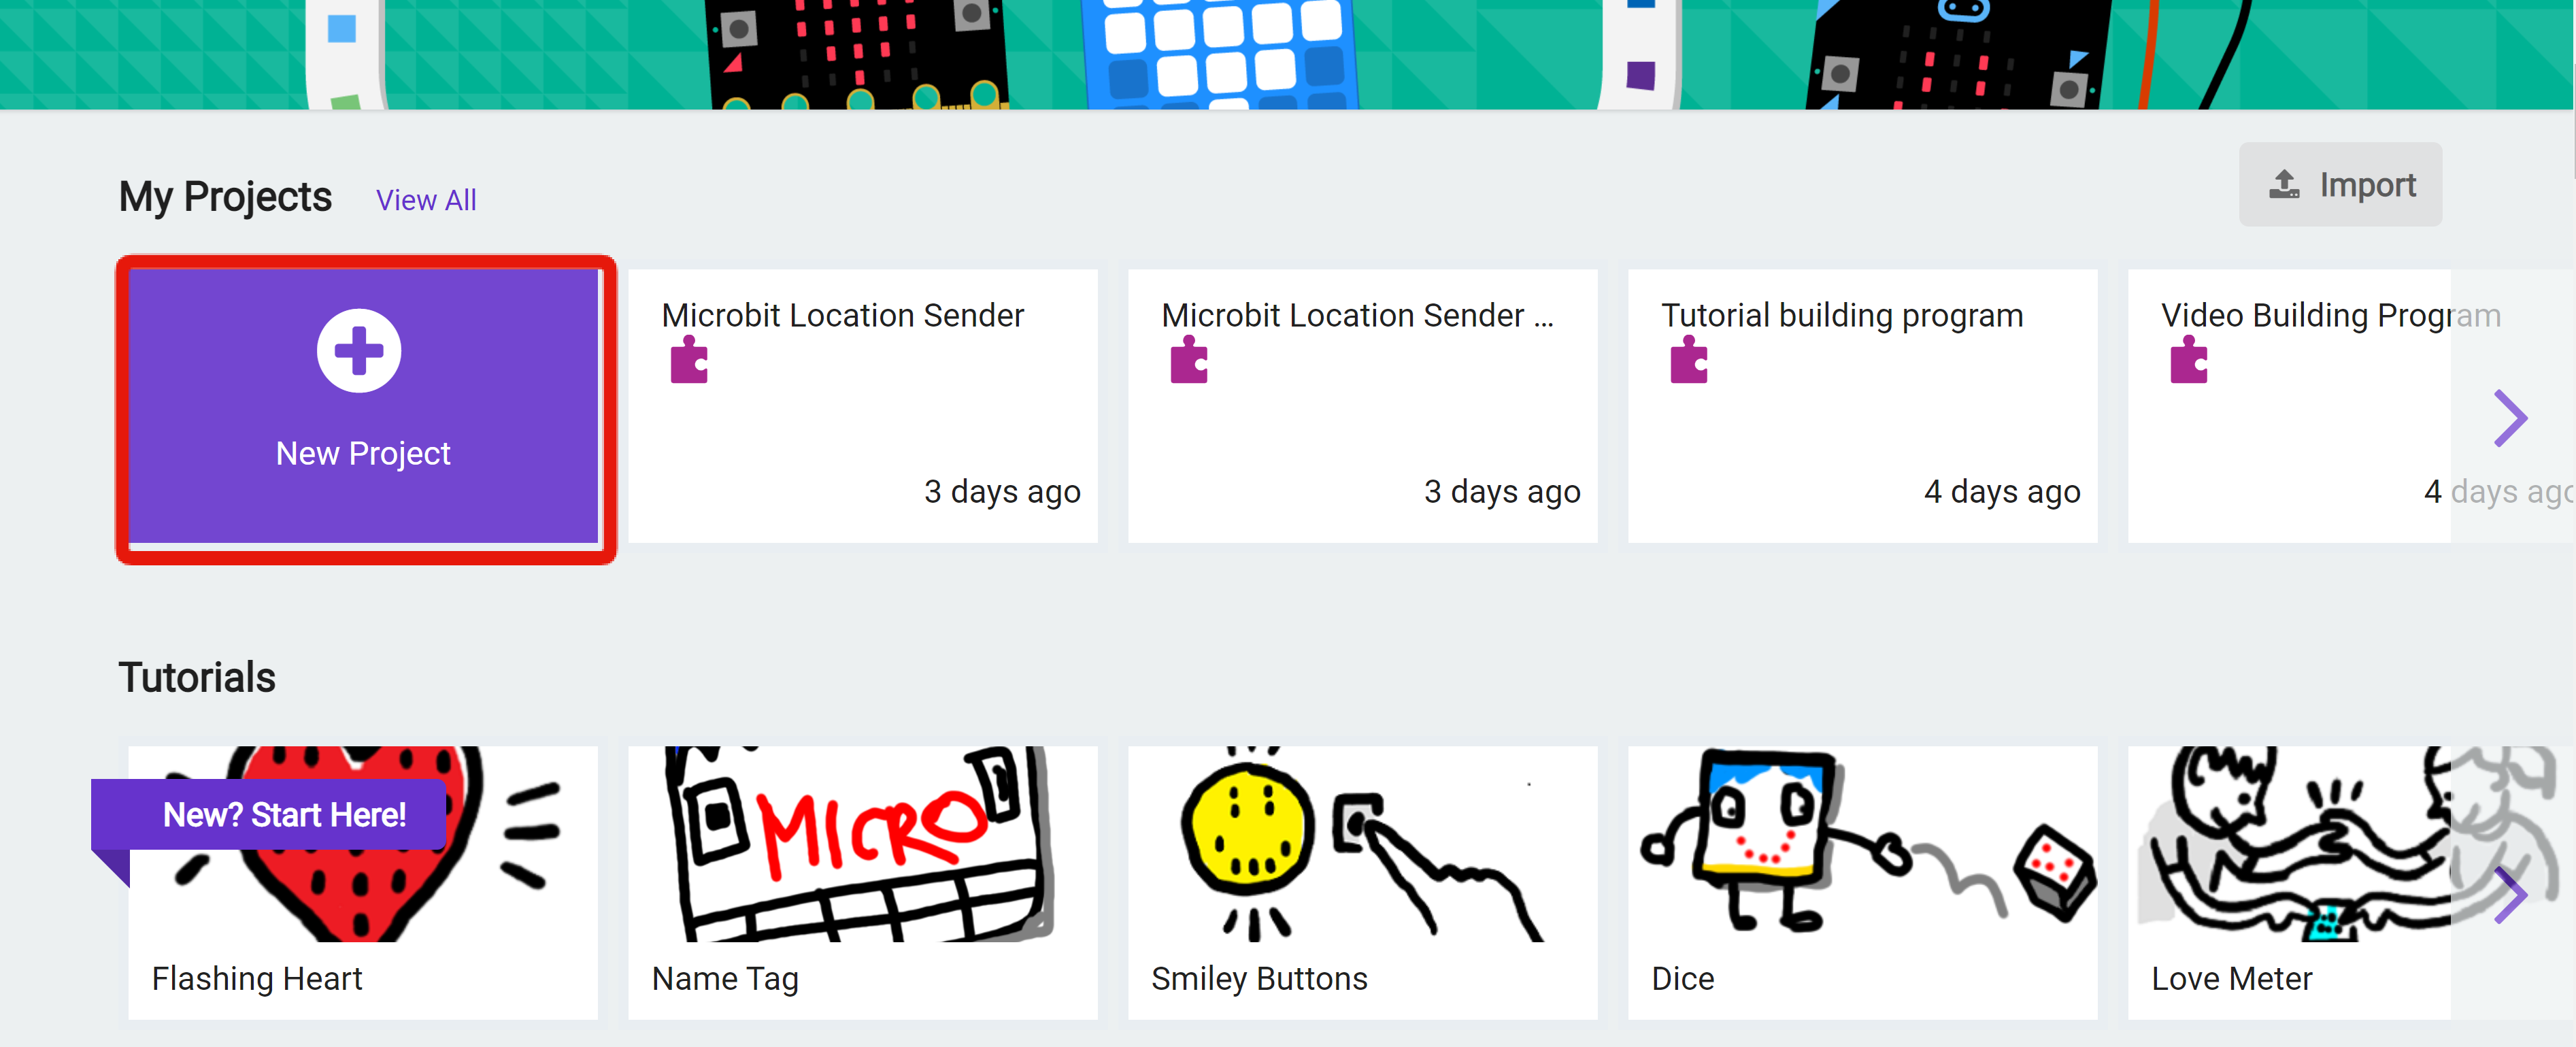 My Projects View All
Import
New Project
Microbit Location Sender
3 days ago
Microbit Location Sender ...
3 days ago
Tutorial building program
4 days ago
Video Building Program
4 days ago
Tutorials
New? Start Here!
MICRO
Flashing Heart
Name Tag
Smiley Buttons
Dice
Love Meter